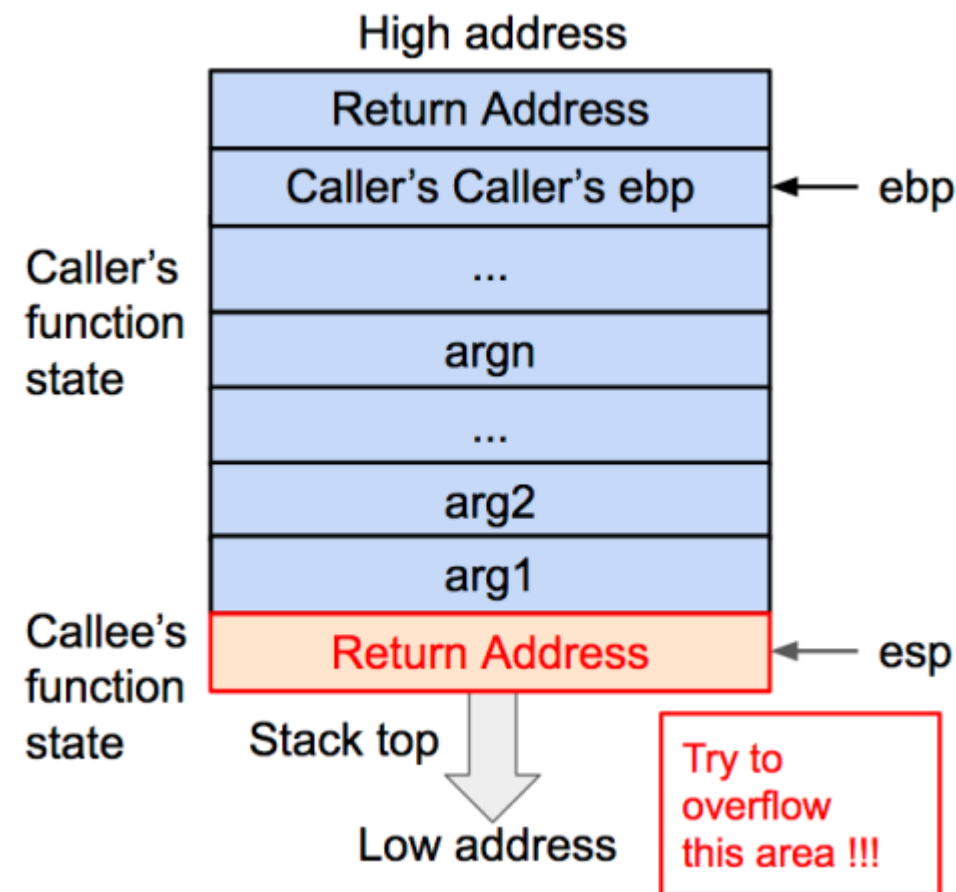 High address
Return Address
Caller's Caller's ebp
ebp
...
Caller's
function
state
argn
...
arg2
arg1
Callee's
function
state
Return Address
esp
Stack top
Low address
Try to
overflow
this area !!!